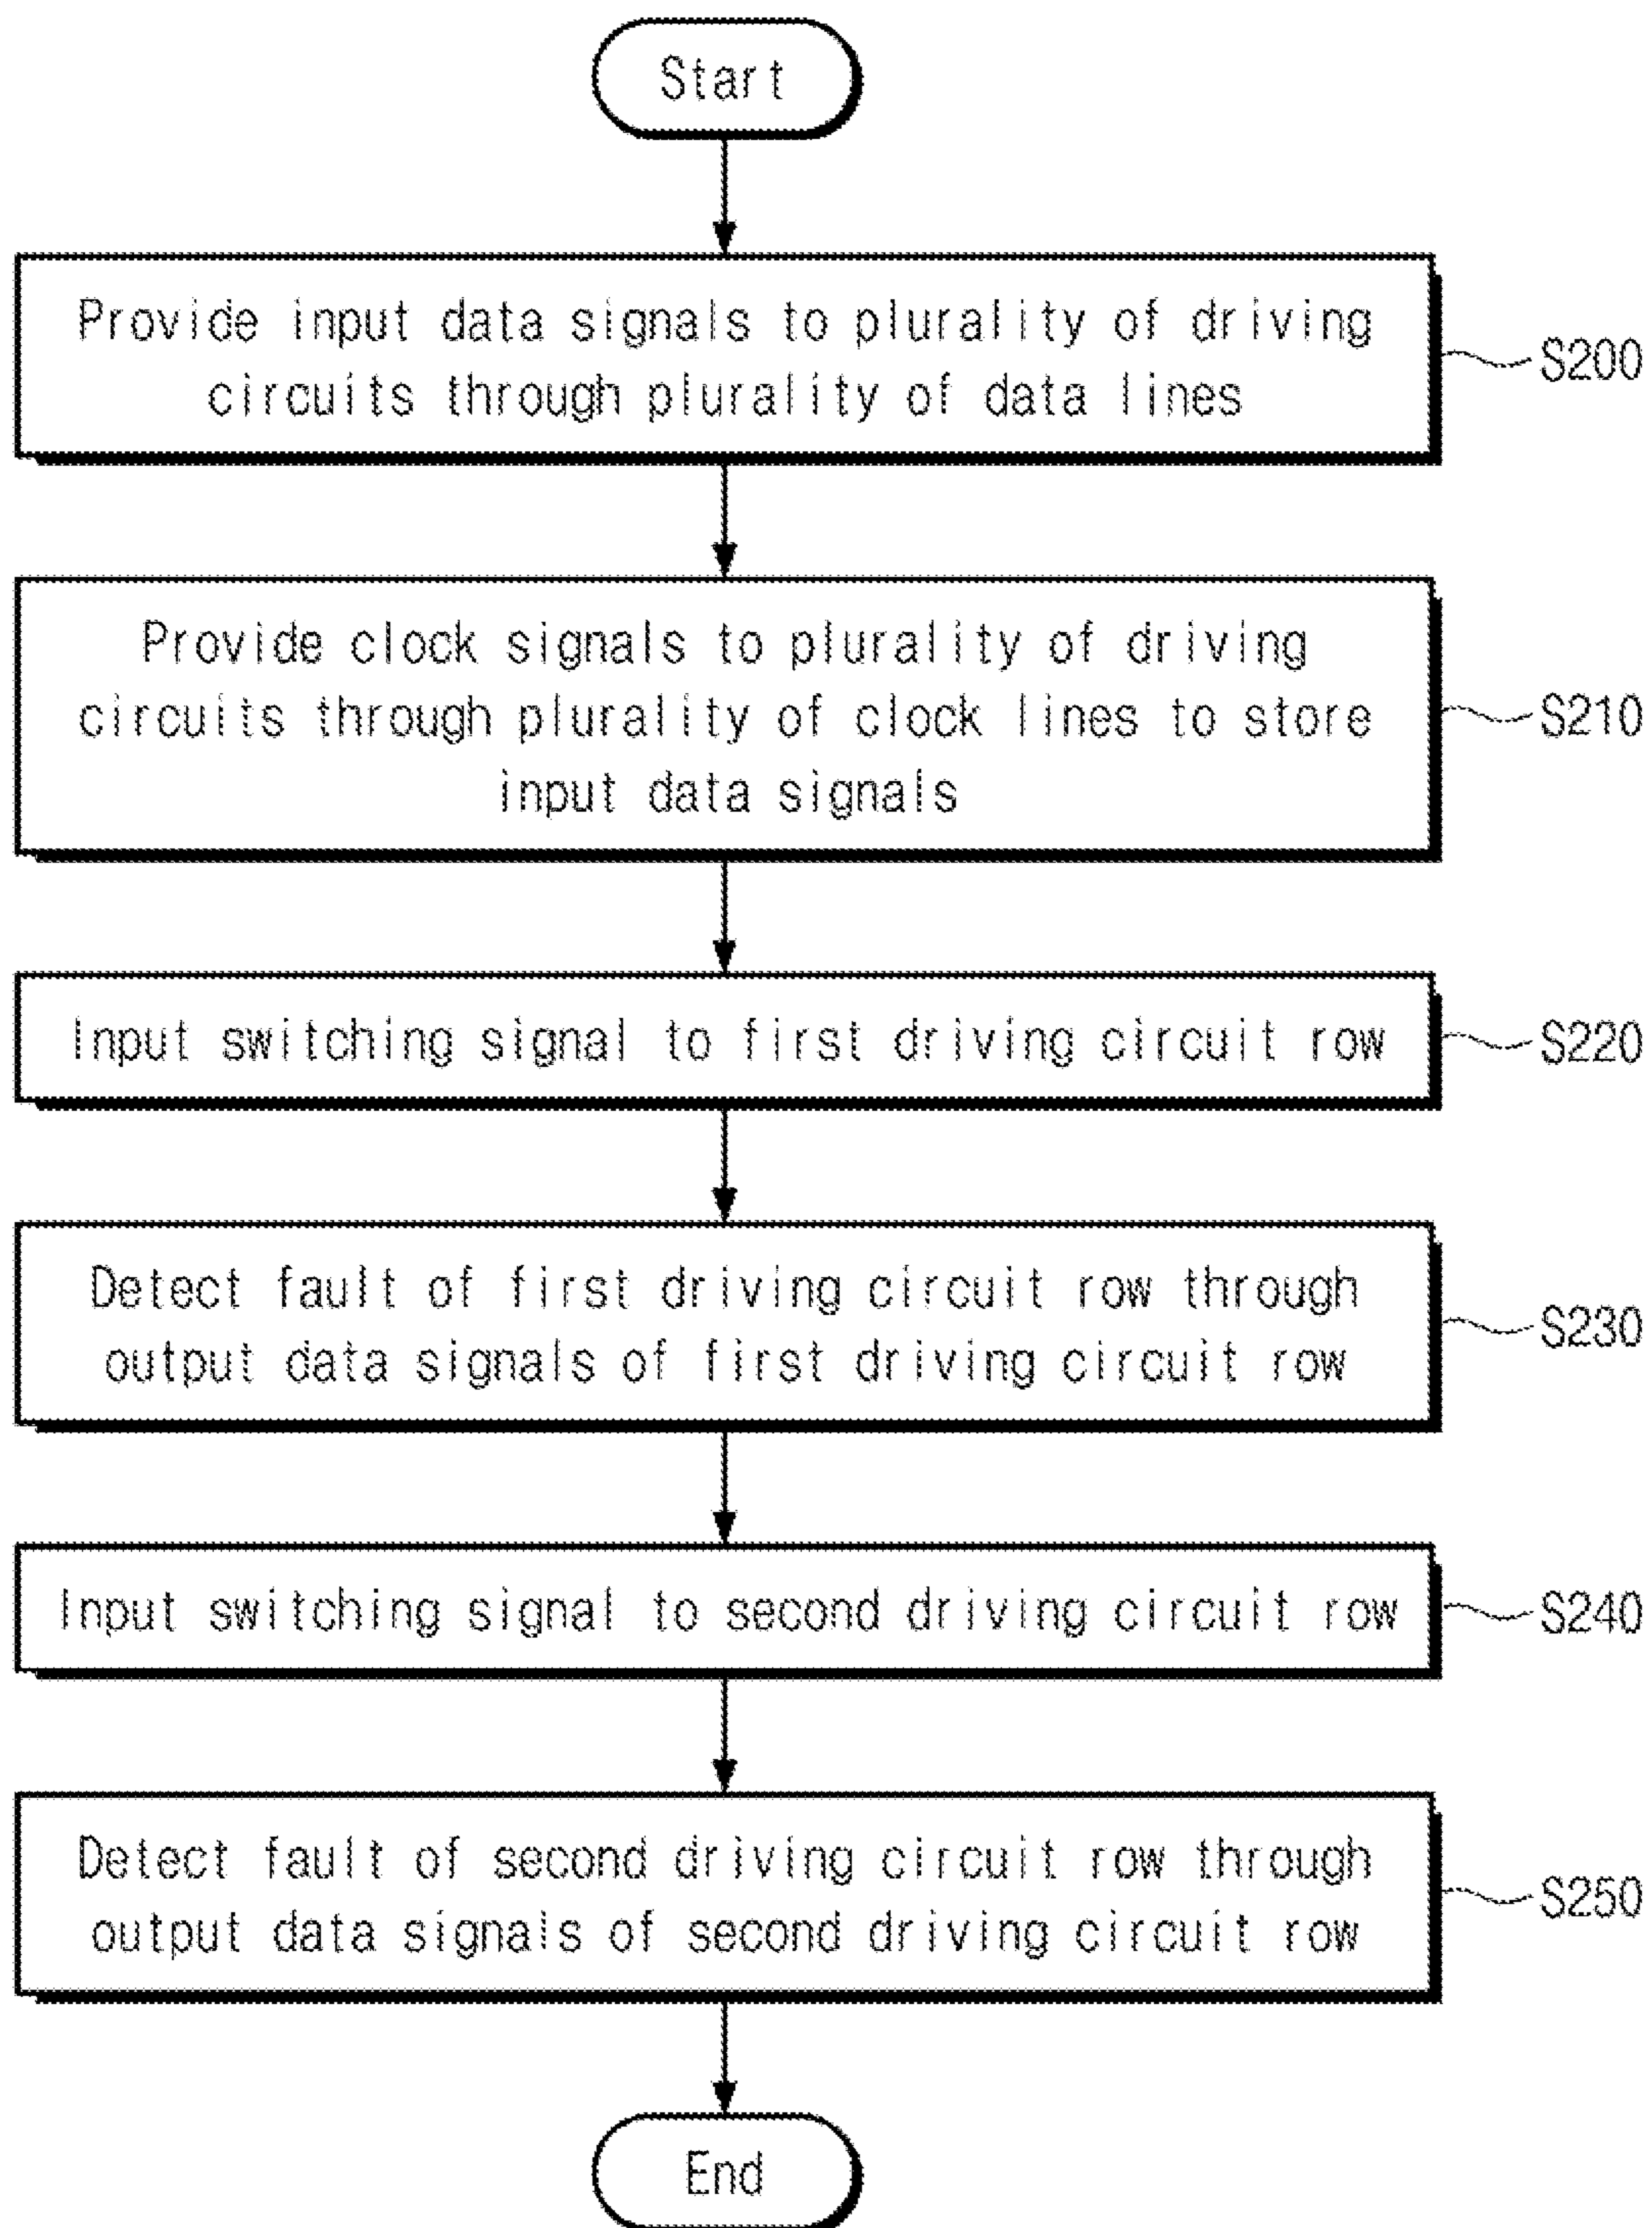 Start
Provide input data signals to plurality of driving
circuits through plurality of data lines
S200
Provide clock signals to plurality of driving
circuits through plurality of clock lines to store
input data signals
S210
Input switching signal to first driving circuit row
S220
Detect fault of first driving circuit row through
output data signals of first driving circuit row
S230
Input switching signal to second driving circuit row
S240
Detect fault of second driving circuit row through
output data signals of second driving circuit row
S250
End